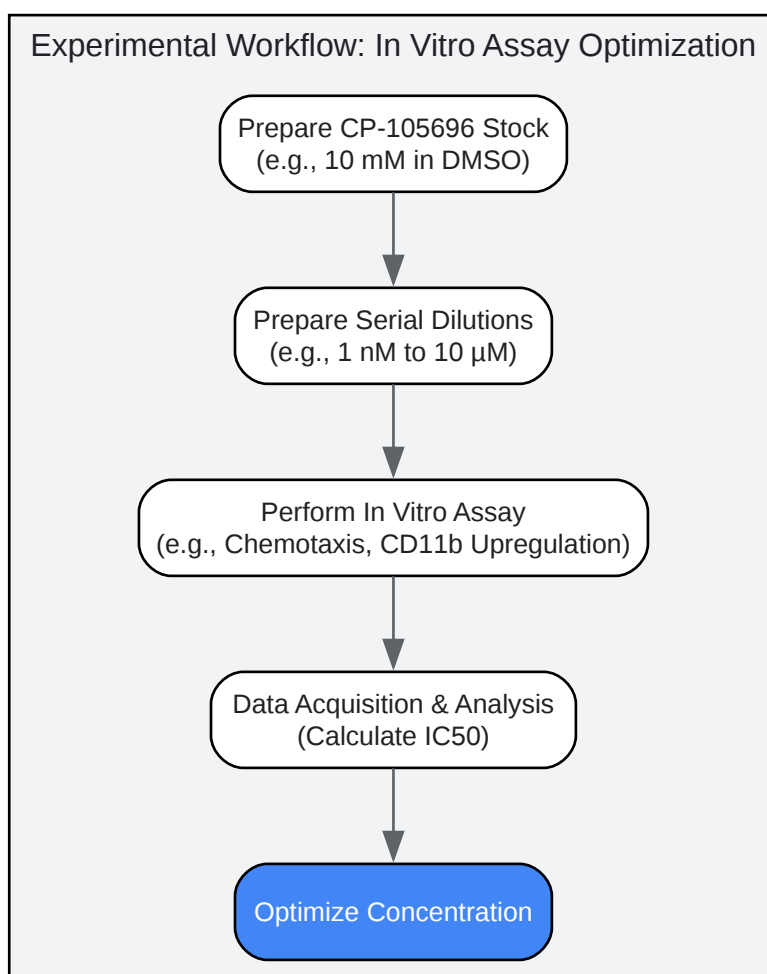 Experimental Workflow: In Vitro Assay Optimization
Prepare CP-105696 Stock
(e.g., 10 mM in DMSO)
Prepare Serial Dilutions
(e.g., 1 nM to 10 µM)
Perform In Vitro Assay
(e.g., Chemotaxis, CD11b Upregulation)
Data Acquisition & Analysis
(Calculate IC50)
Optimize Concentration